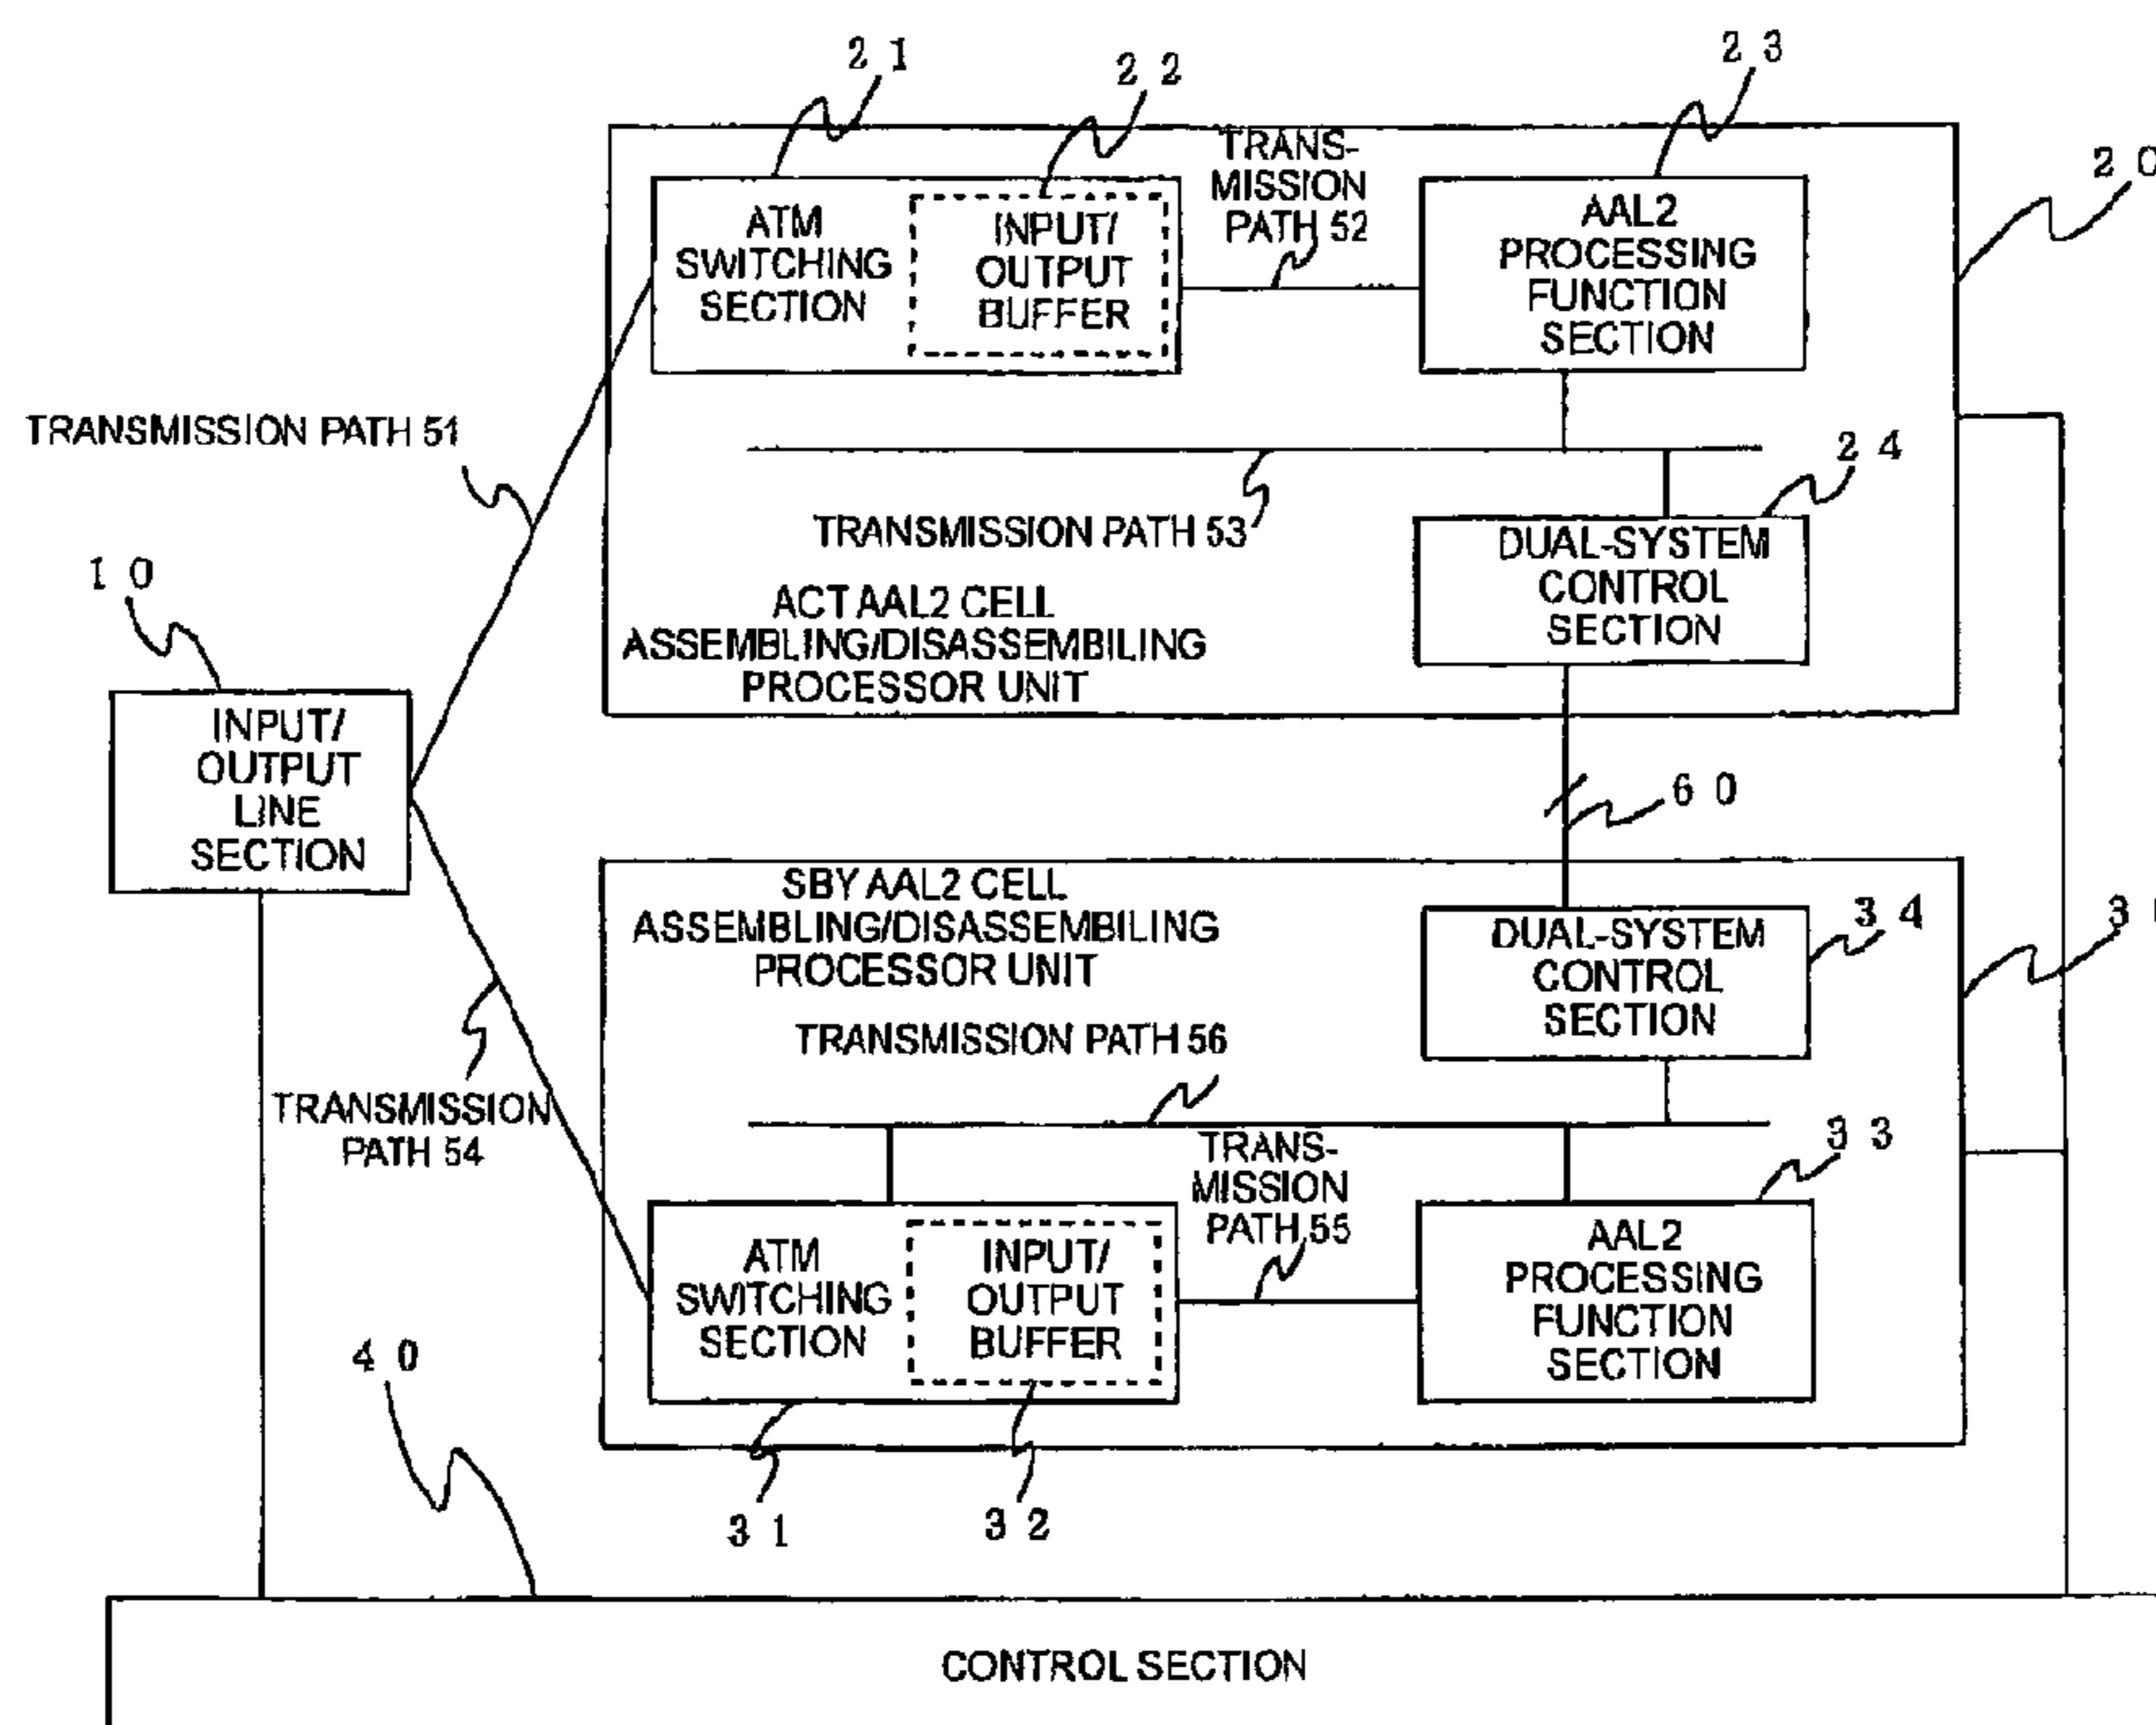 2 1
2 2
2 3
TRANS-
MISSION
PATH 52
ATM
SWITCHING
SECTION
INPUT/
OUTPUT
BUFFER
AAL2
PROCESSING
FUNCTION
SECTION
TRANSMISSION PATH 51
2 4
TRANSMISSION PATH 53
DUAL-SYSTEM
CONTROL
SECTION
1 0
ACT AAL2 CELL
ASSEMBLING/DISASSEMBILING
PROCESSOR UNIT
INPUT/
OUTPUT
LINE
SECTION
6 0
SBY AAL2 CELL
ASSEMBLING/DISASSEMBILING
PROCESSOR UNIT
DUAL-SYSTEM
CONTROL
SECTION
3 4
TRANSMISSION PATH 56
TRANSMISSION
PATH 54
3 3
TRANS-
MISSION
PATH 55
ATM
SWITCHING
SECTION
INPUT/
OUTPUT
BUFFER
AAL2
PROCESSING
FUNCTION
SECTION
4 0
3 1
3 2
CONTROL SECTION